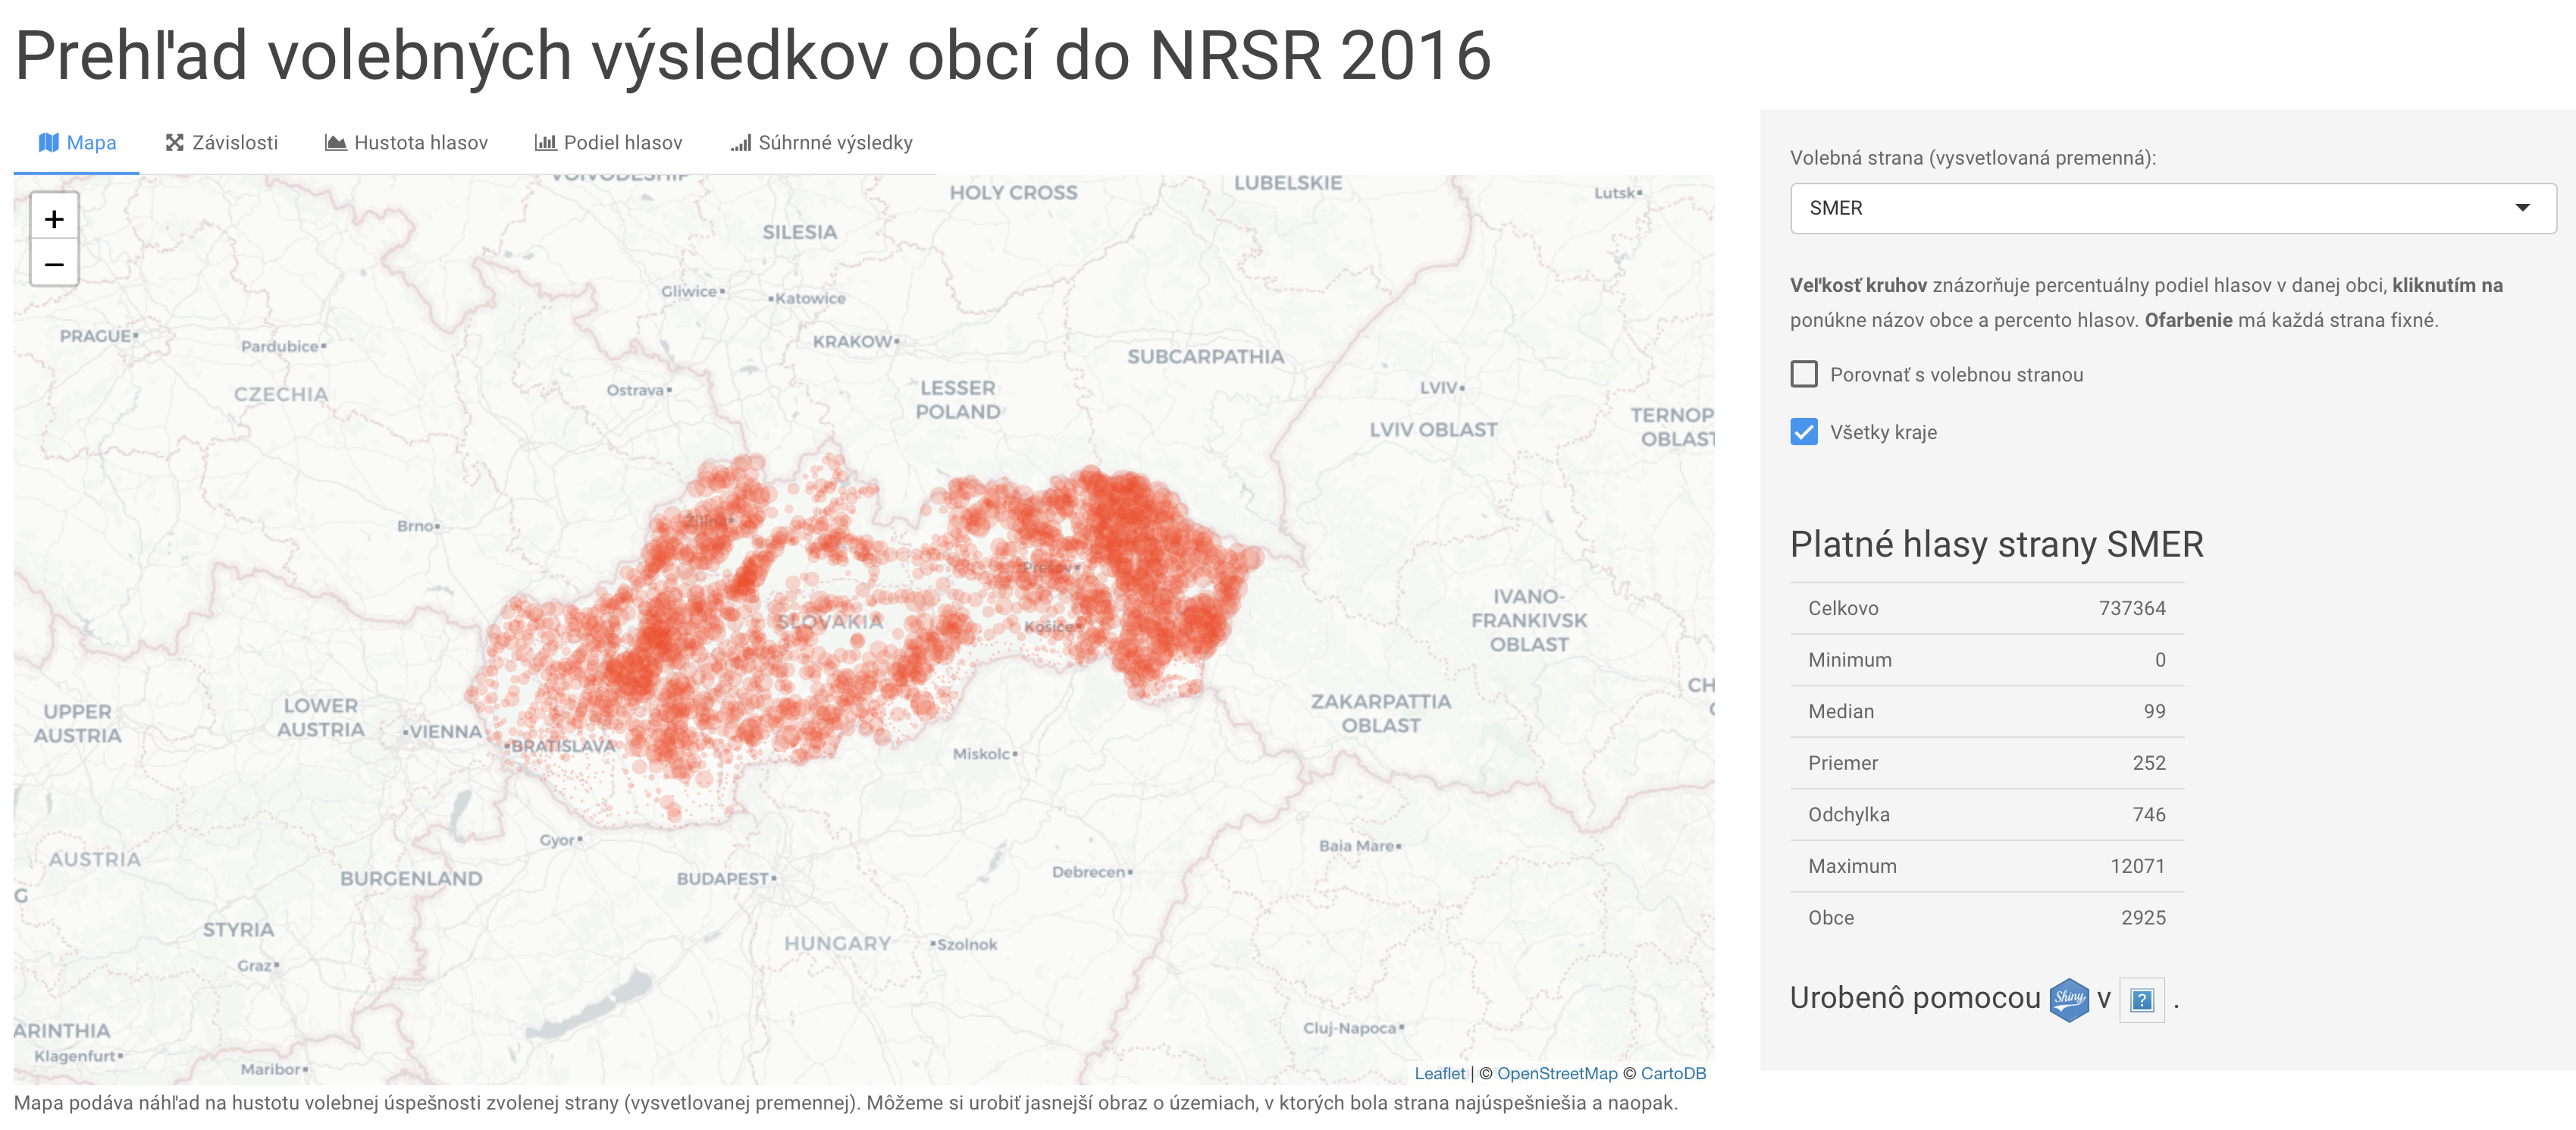 Prehľad volebných výsledkov obcí do NRSR 2016
Mapa
Závislosti
Hustota hlasov
Podiel hlasov
Súhrnné výsledky
+
−
VOIVODESHIP
HOLY CROSS
LUBELSKIE
Lutsk
SILESIA
Gliwice
Katowice
PRAGUE
Pardubice
KRAKOW
SUBCARPATHIA
CZECHIA
Ostrava
LESSER
POLAND
LVIV
LVIV OBLAST
TERNOP
OBLAST
Brno
Žilina
Prešov
SLOVAKIA
Košice
IVANO-
FRANKIVSK
OBLAST
UPPER
AUSTRIA
LOWER
AUSTRIA
VIENNA
BRATISLAVA
ZAKARPATTIA
OBLAST
CH
Miskolc
Gyor
Baia Mare
AUSTRIA
BURGENLAND
BUDAPEST
Debrecen
G
STYRIA
HUNGARY
Szolnok
Graz
ARINTHIA
Klagenfurt
Maribor
Cluj-Napoca
Leaflet | © OpenStreetMap © CartoDB
Mapa podáva náhľad na hustotu volebnej úspešnosti zvolenej strany (vysvetlovanej premennej). Môžeme si urobiť jasnejší obraz o územiach, v ktorých bola strana najúspešniešia a naopak.
Volebná strana (vysvetlovaná premenná):
SMER
Veľkosť kruhov znázorňuje percentuálny podiel hlasov v danej obci, kliknutím na
ponúkne názov obce a percento hlasov. Ofarbenie má každá strana fixné.
Porovnať s volebnou stranou
Všetky kraje
Platné hlasy strany SMER
Celkovo 737364
Minimum 0
Median 99
Priemer 252
Odchylka 746
Maximum 12071
Obce 2925
Urobenô pomocou Shiny v ? .